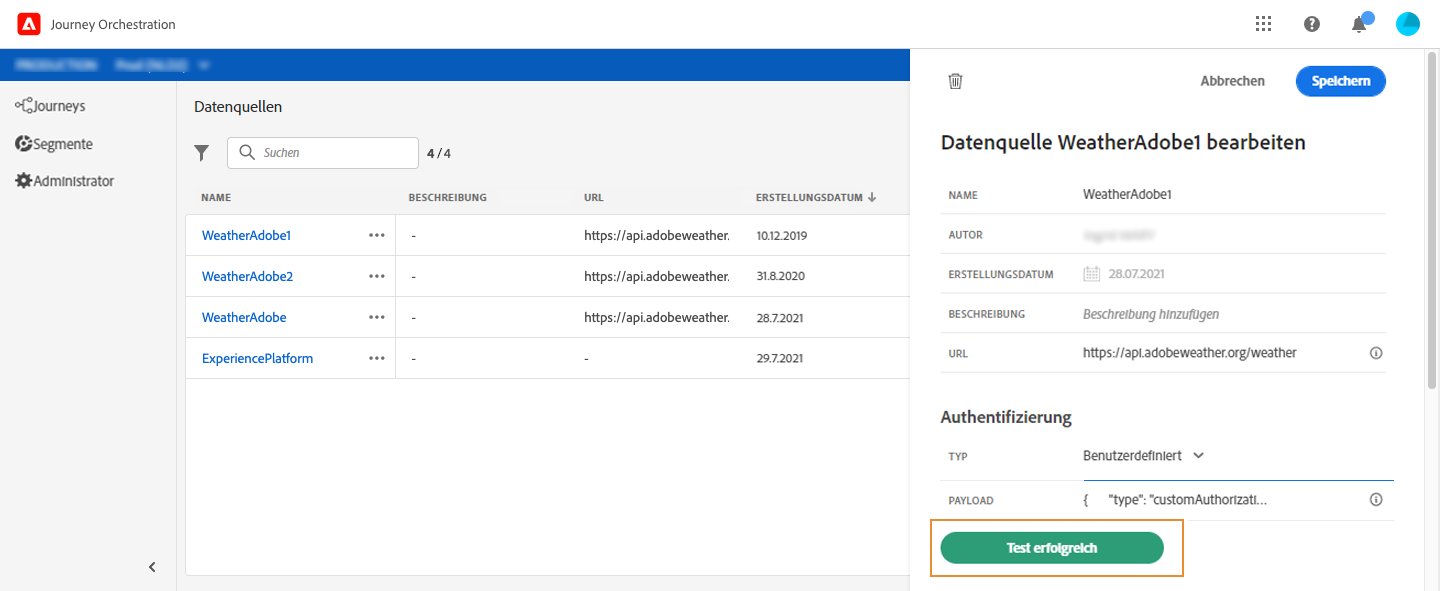 Journey Orchestration
Journeys
Segmente
Administrator
Datenquellen
Suchen
4 / 4
NAME BESCHREIBUNG URL ERSTELLUNGSDATUM
WeatherAdobe1 - https://api.adobeweather. 10.12.2019
WeatherAdobe2 - https://api.adobeweather. 31.8.2020
WeatherAdobe - https://api.adobeweather. 28.7.2021
ExperiencePlatform - - 29.7.2021
Abbrechen Speichern
Datenquelle WeatherAdobe1 bearbeiten
NAME WeatherAdobe1
AUTOR
ERSTELLUNGSDATUM 28.07.2021
BESCHREIBUNG Beschreibung hinzufügen
URL https://api.adobeweather.org/weather
Authentifizierung
TYP Benutzerdefiniert
PAYLOAD { "type": "customAuthorizati...
Test erfolgreich